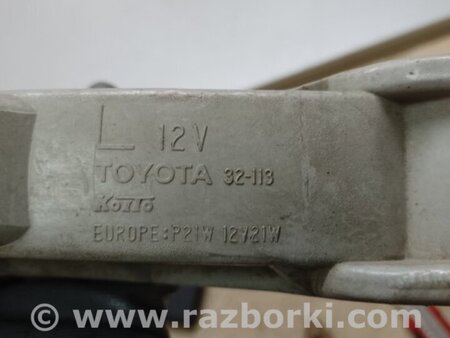 L 12V
TOYOTA 32-113
Koito
EUROPE:P21W 12V21W
www.razborki.com